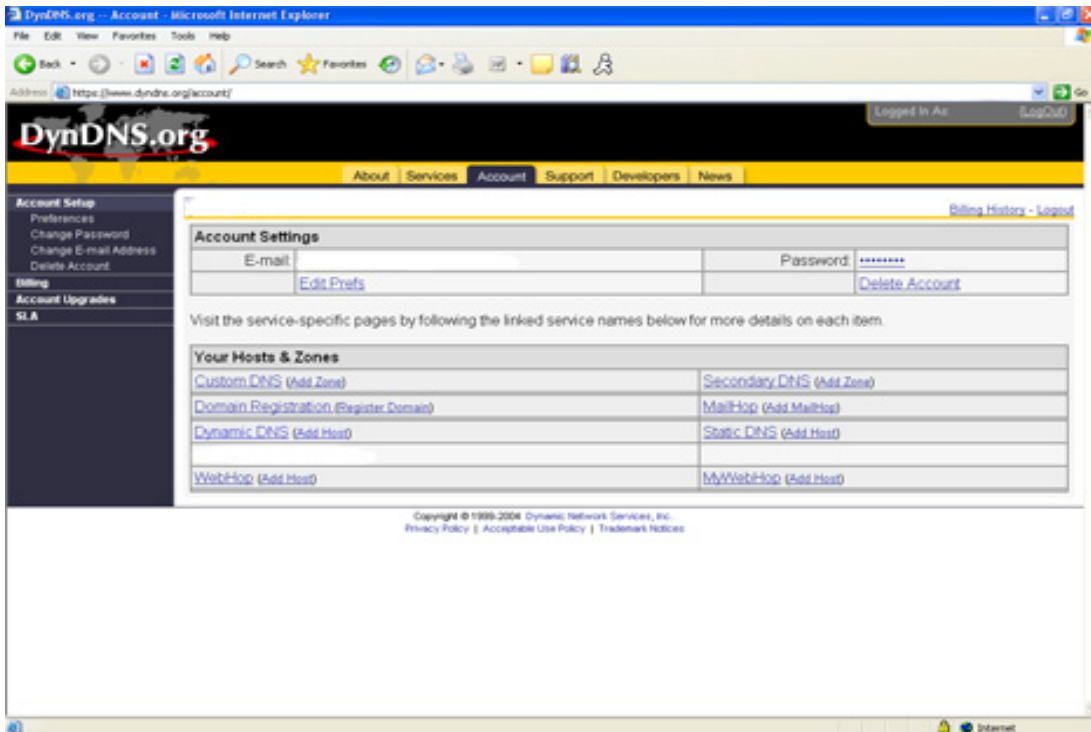 DynDNS.org -- Account - Microsoft Internet Explorer
File Edit View Favorites Tools Help
Back Search Favorites
Address https://www.dyndns.org/account/ Go
Logged In As: (LogOut)
DynDNS.org
About Services Account Support Developers News
Account Setup
Preferences
Change Password
Change E-mail Address
Delete Account
Billing
Account Upgrades
SLA
Billing History - Logout
Account Settings
E-mail: Password: ••••••••
Edit Prefs Delete Account
Visit the service-specific pages by following the linked service names below for more details on each item.
Your Hosts & Zones
Custom DNS (Add Zone) Secondary DNS (Add Zone)
Domain Registration (Register Domain) MailHop (Add MailHop)
Dynamic DNS (Add Host) Static DNS (Add Host)
WebHop (Add Host) MyWebHop (Add Host)
Copyright © 1999-2004 Dynamic Network Services, Inc.
Privacy Policy | Acceptable Use Policy | Trademark Notices
Internet